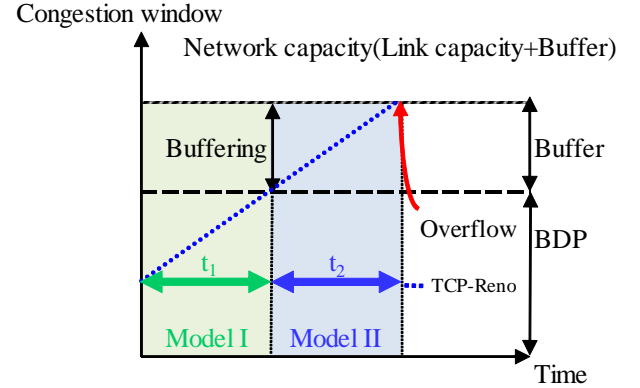 Congestion window
Network capacity(Link capacity+Buffer)
Buffering
Buffer
Overflow
BDP
t1
t2
TCP-Reno
Model I
Model II
Time